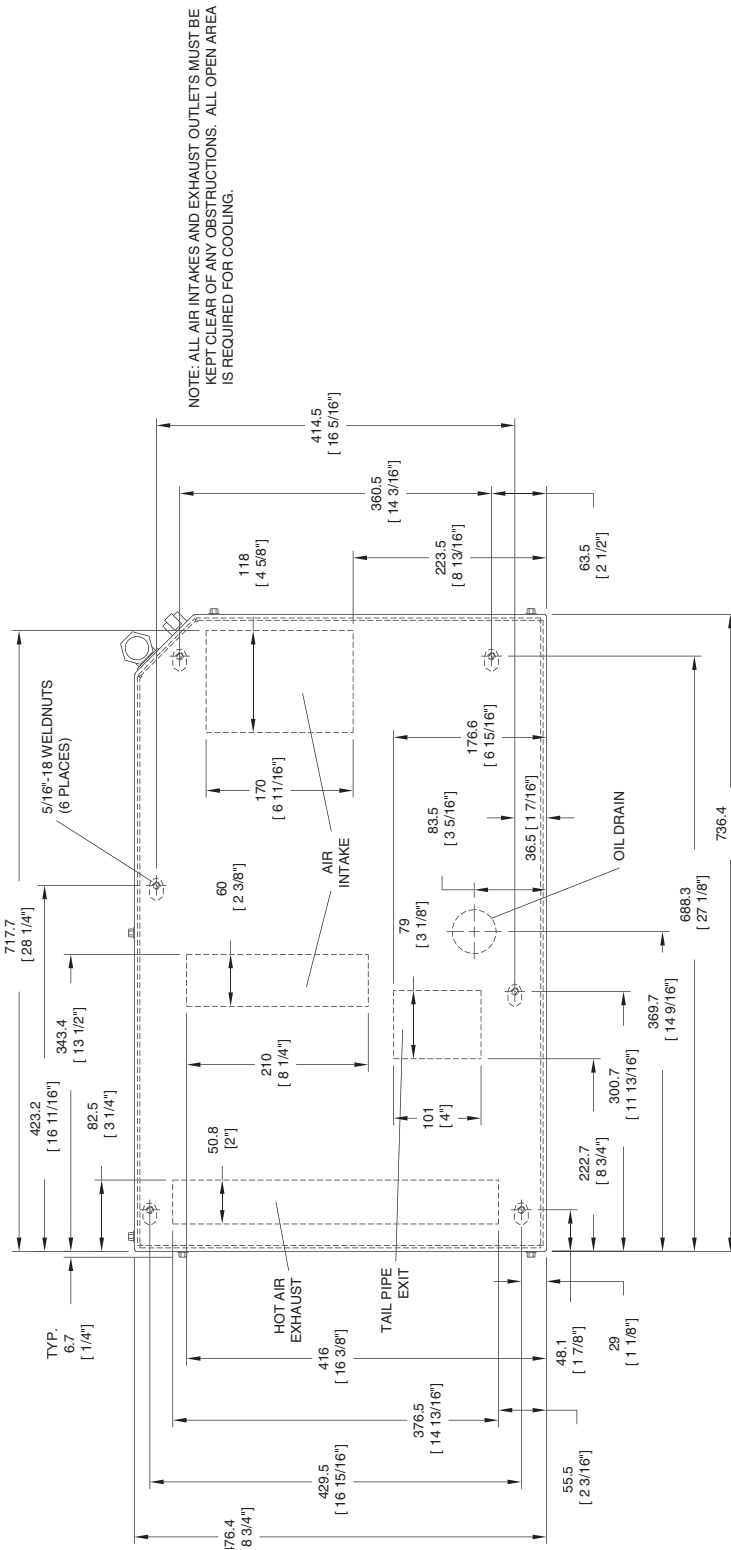 NOTE: ALL AIR INTAKES AND EXHAUST OUTLETS MUST BE
KEPT CLEAR OF ANY OBSTRUCTIONS. ALL OPEN AREA
IS REQUIRED FOR COOLING.
717.7
[ 28 1/4"]
343.4
[ 13 1/2"]
423.2
[ 16 11/16"]
82.5
[ 3 1/4"]
TYP.
6.7
[ 1/4"]
5/16"-18 WELDNUTS
(6 PLACES)
414.5
[ 16 5/16"]
360.5
[ 14 3/16"]
118
[ 4 5/8"]
223.5
[ 8 13/16"]
63.5
[ 2 1/2"]
170
[ 6 11/16"]
AIR
INTAKE
60
[ 2 3/8"]
210
[ 8 1/4"]
50.8
[2"]
176.6
[ 6 15/16"]
83.5
[ 3 5/16"]
36.5 [ 1 7/16"]
79
[ 3 1/8"]
101
[ 4"]
OIL DRAIN
HOT AIR
EXHAUST
TAIL PIPE
EXIT
736.4
688.3
[ 27 1/8"]
369.7
[ 14 9/16"]
300.7
[ 11 13/16"]
222.7
[ 8 3/4"]
48.1
[ 1 7/8"]
29
[ 1 1/8"]
416
[ 16 3/8"]
376.5
[ 14 13/16"]
55.5
[ 2 3/16"]
429.5
[ 16 15/16"]
476.4
8 3/4"]